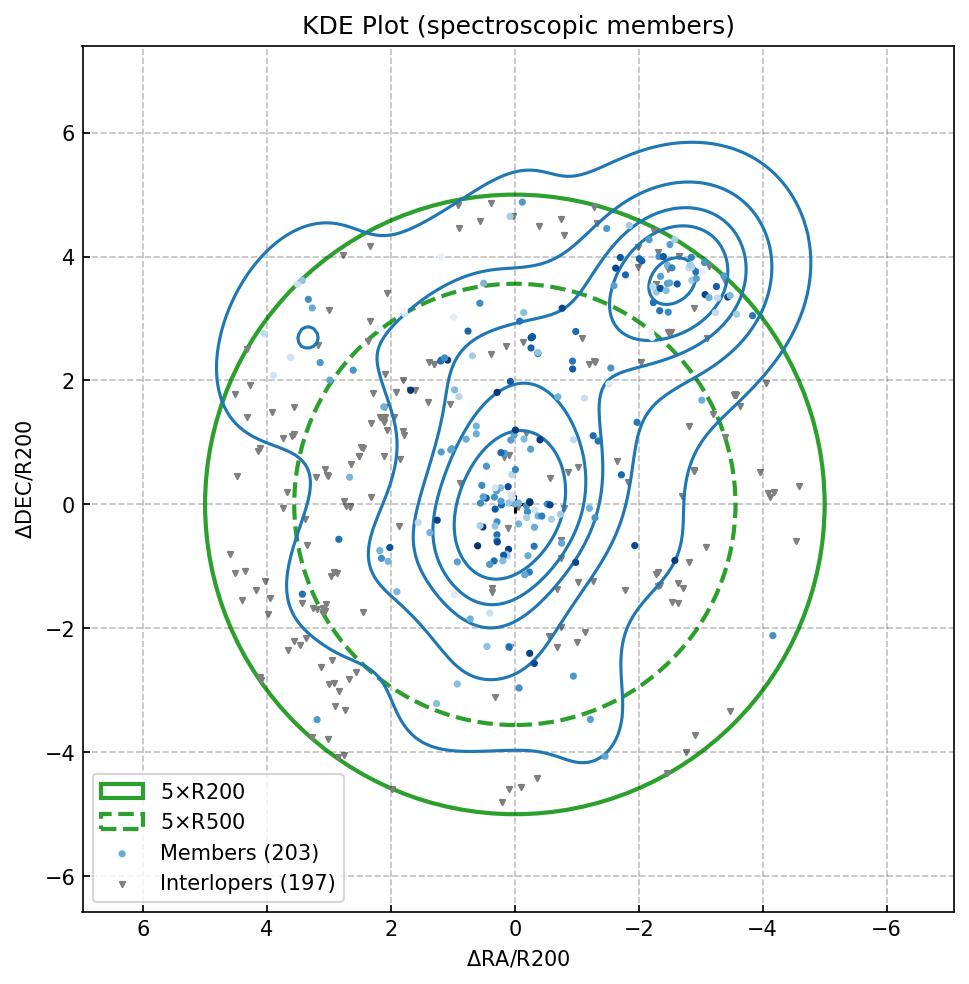 KDE Plot (spectroscopic members)
ΔDEC/R200
6
4
2
0
−2
−4
−6
5×R200
5×R500
Members (203)
Interlopers (197)
6 4 2 0 −2 −4 −6
ΔRA/R200